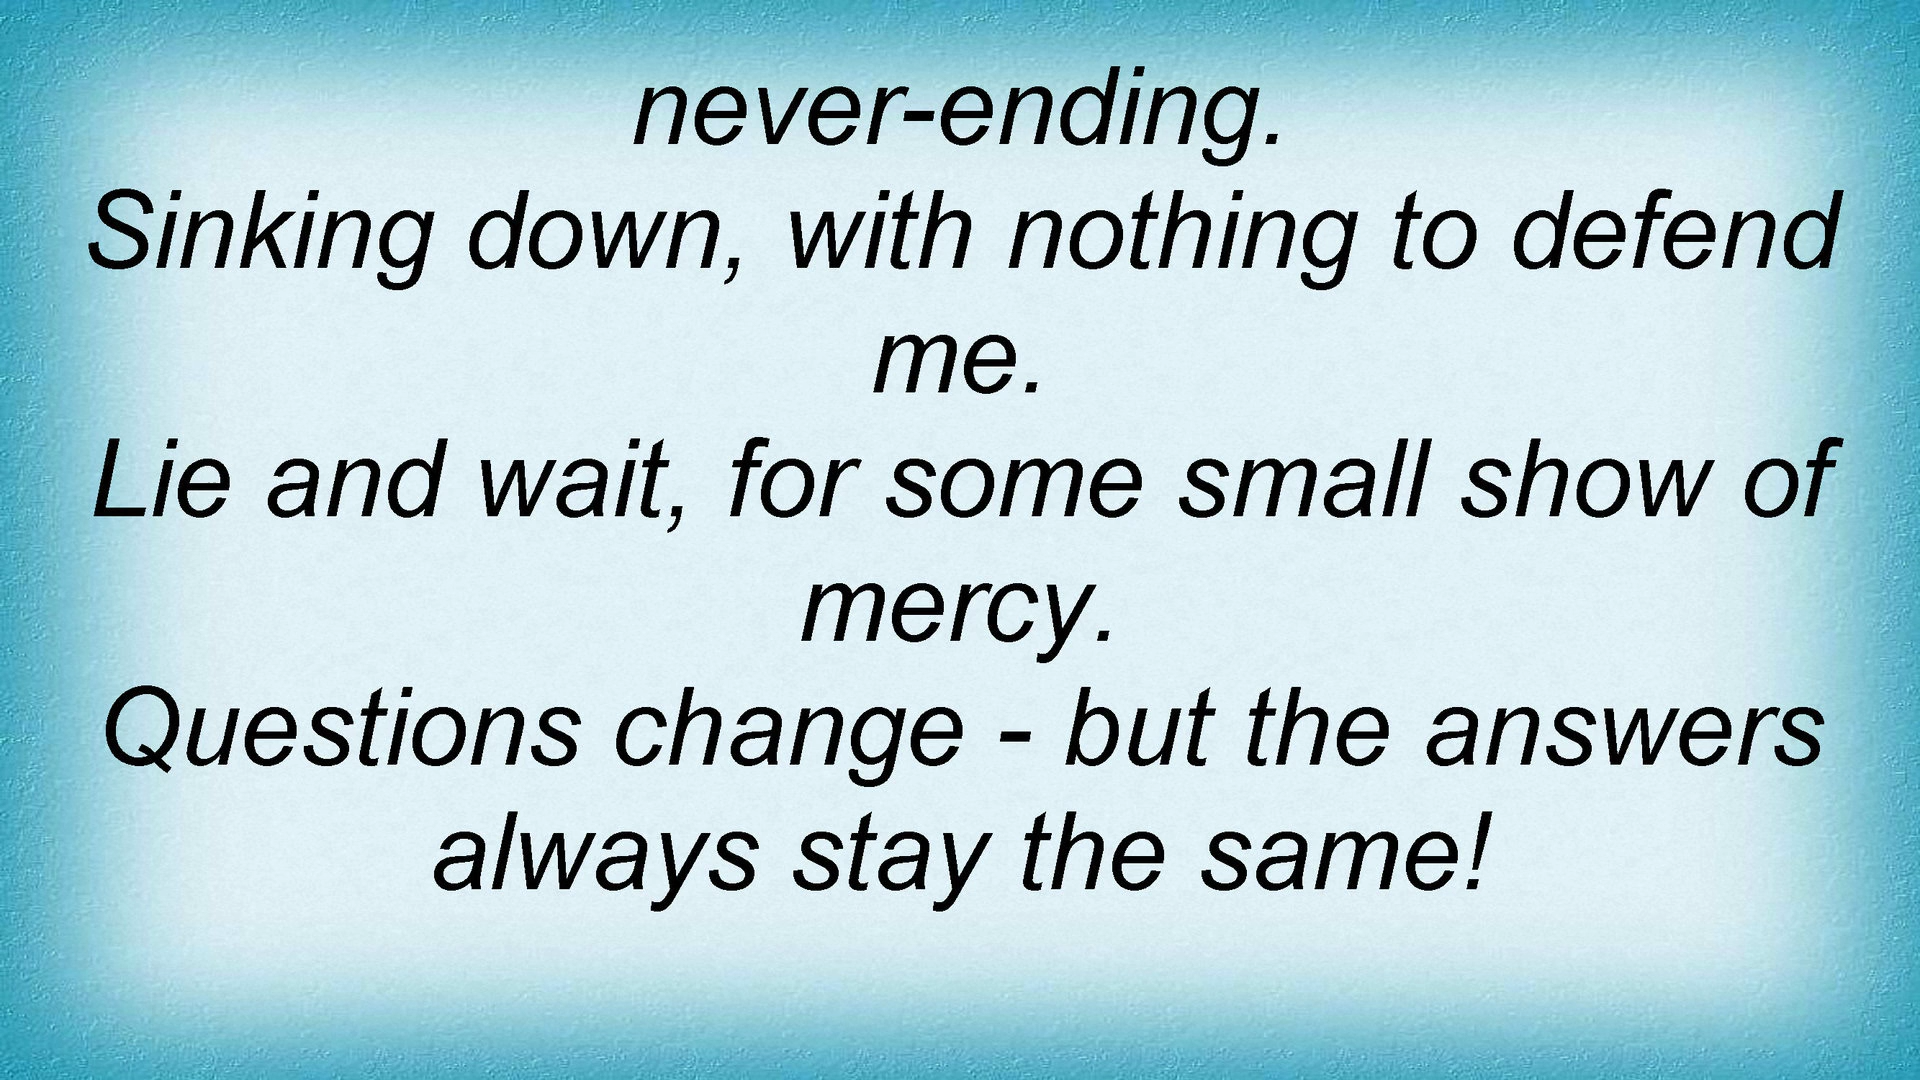 never-ending.
Sinking down, with nothing to defend
me.
Lie and wait, for some small show of
mercy.
Questions change - but the answers
always stay the same!